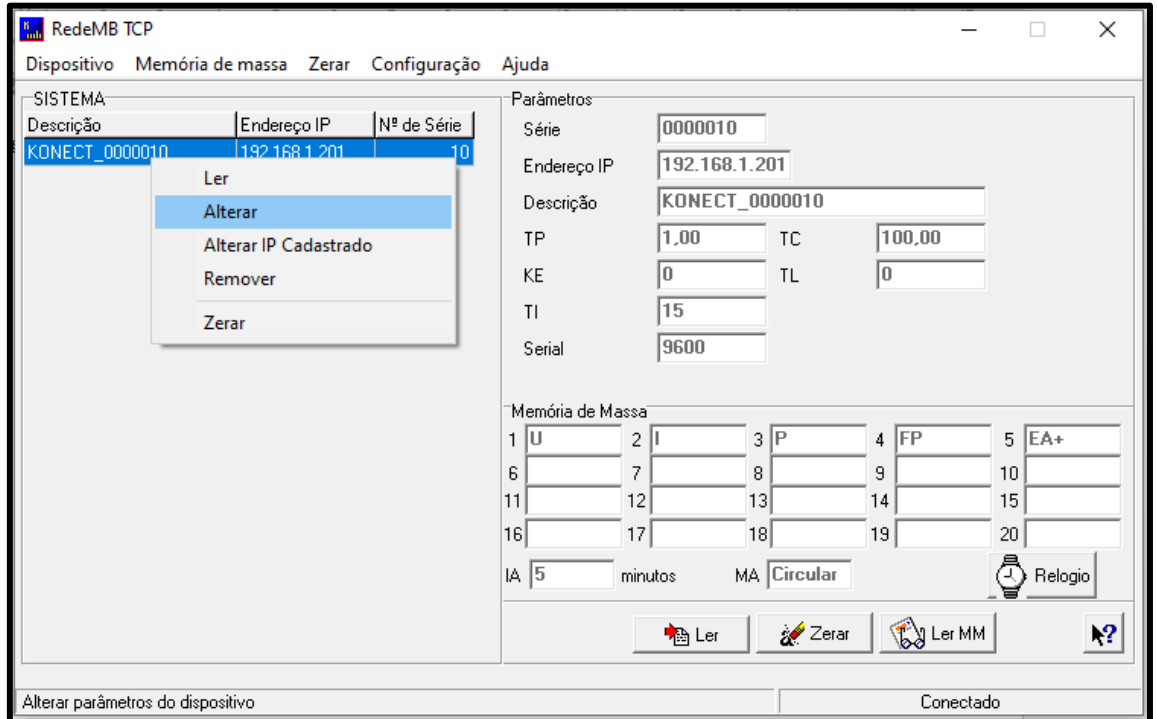 RedeMB TCP
Dispositivo Memória de massa Zerar Configuração Ajuda
SISTEMA
Descrição Endereço IP Nº de Série
KONECT_0000010 192.168.1.201 10
Ler
Alterar
Alterar IP Cadastrado
Remover
Zerar
Parâmetros
Série 0000010
Endereço IP 192.168.1.201
Descrição KONECT_0000010
TP 1,00 TC 100,00
KE 0 TL 0
TI 15
Serial 9600
Memória de Massa
1 U 2 I 3 P 4 FP 5 EA+
6 7 8 9 10
11 12 13 14 15
16 17 18 19 20
IA 5 minutos MA Circular Relogio
Ler Zerar Ler MM ?
Alterar parâmetros do dispositivo Conectado